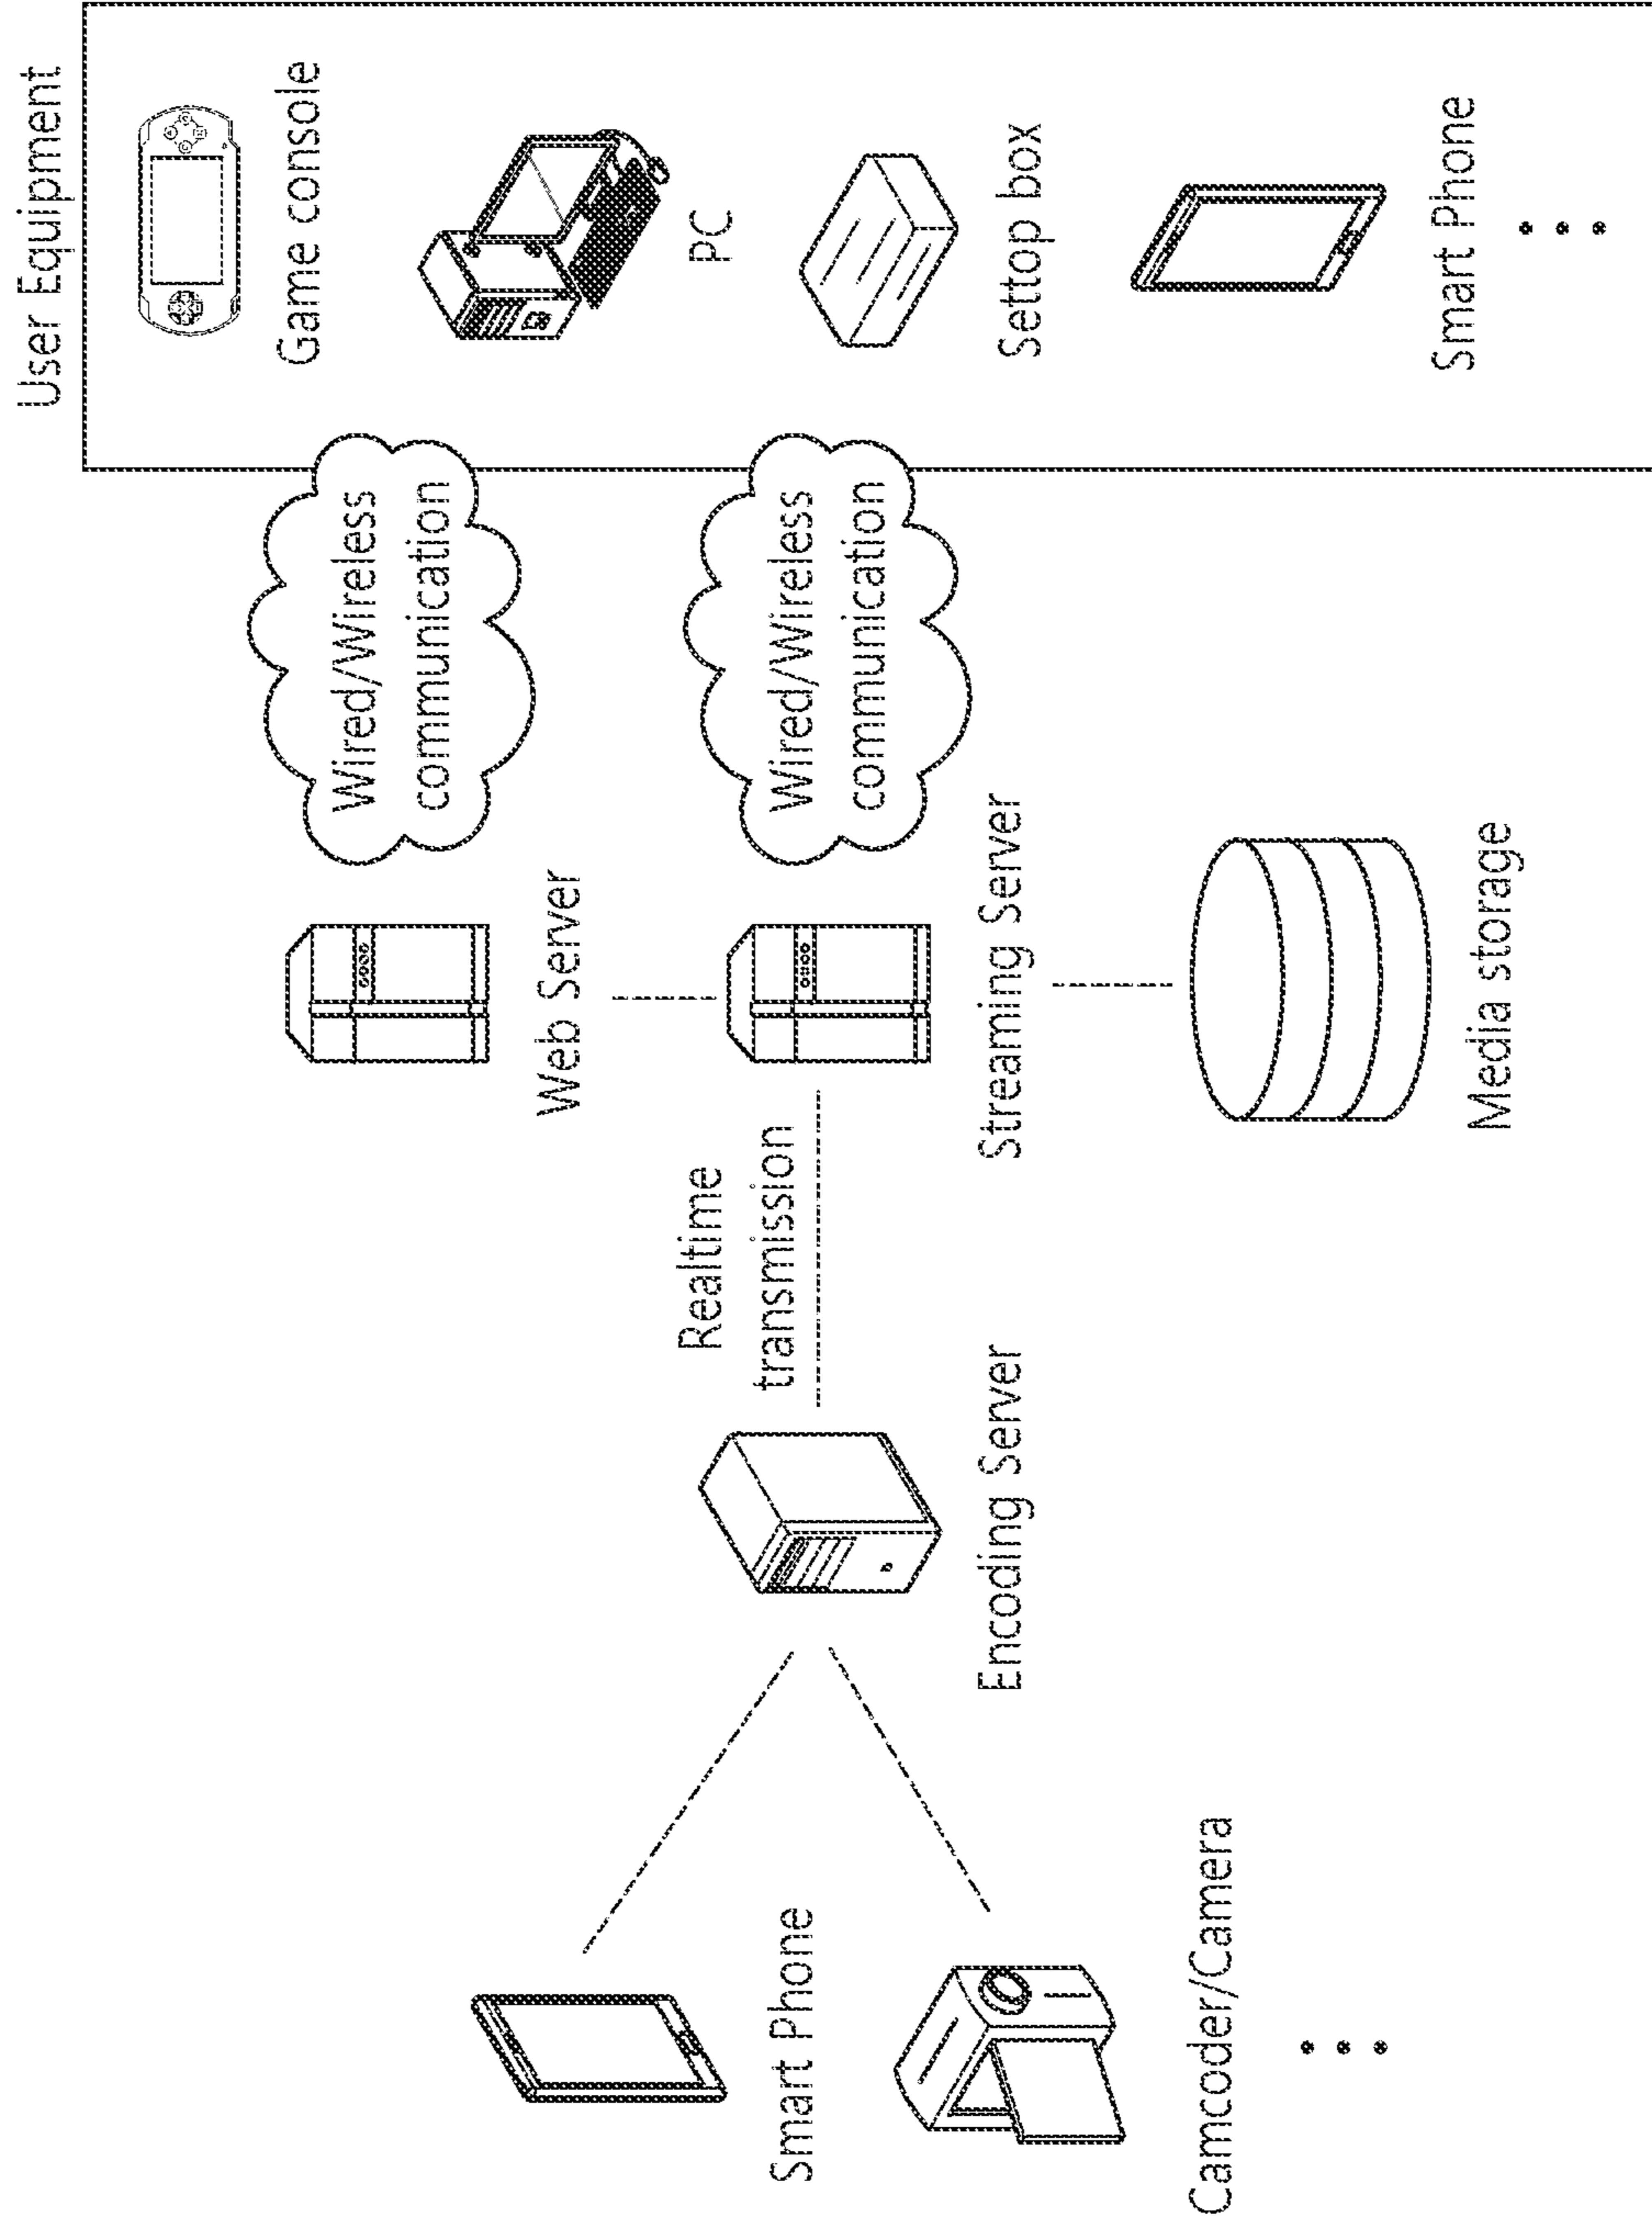 User Equipment
Game console
PC
Settop box
Smart Phone
Wired/Wireless
communication
Wired/Wireless
communication
Web Server
Streaming Server
Media storage
Realtime
transmission
Encoding Server
Smart Phone
Camcoder/Camera